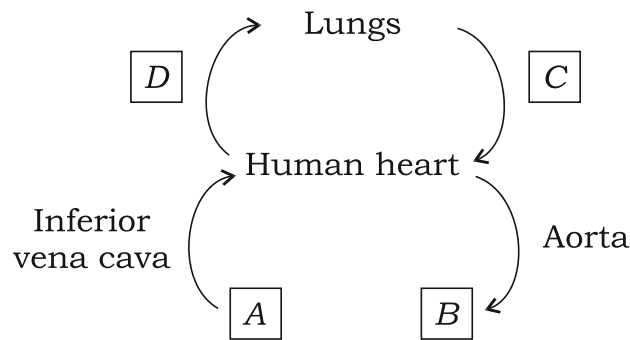 Lungs
D
C
Human heart
Inferior
vena cava
Aorta
A
B